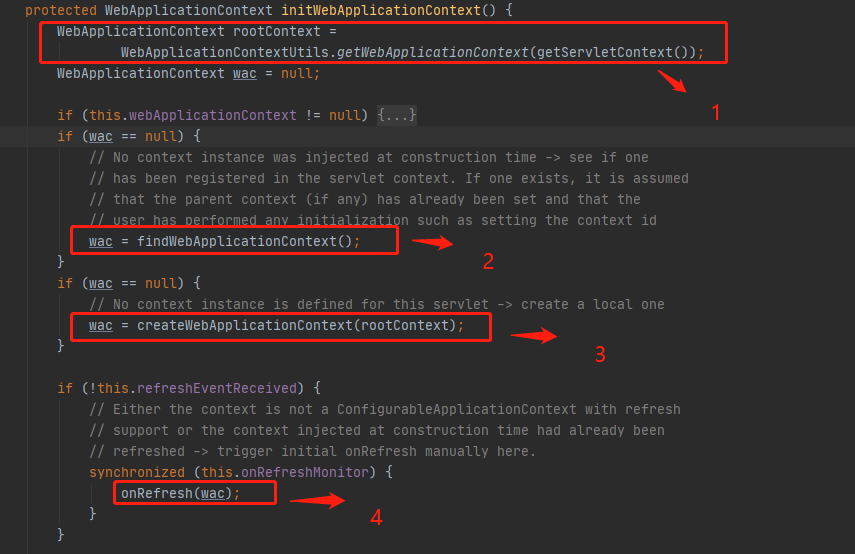 protected WebApplicationContext initWebApplicationContext() {
WebApplicationContext rootContext =
WebApplicationContextUtils.getWebApplicationContext(getServletContext());
WebApplicationContext wac = null;
1
if (this.webApplicationContext != null) {...}
if (wac == null) {
// No context instance was injected at construction time -> see if one
// has been registered in the servlet context. If one exists, it is assumed
// that the parent context (if any) has already been set and that the
// user has performed any initialization such as setting the context id
wac = findWebApplicationContext();
2
}
if (wac == null) {
// No context instance is defined for this servlet -> create a local one
wac = createWebApplicationContext(rootContext);
3
}
if (!this.refreshEventReceived) {
// Either the context is not a ConfigurableApplicationContext with refresh
// support or the context injected at construction time had already been
// refreshed -> trigger initial onRefresh manually here.
synchronized (this.onRefreshMonitor) {
onRefresh(wac);
4
}
}